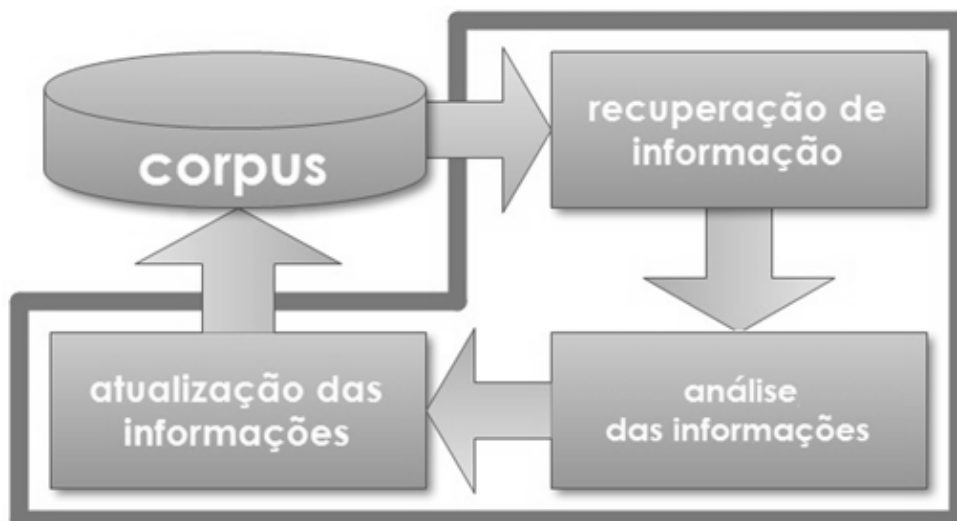 corpus
recuperação de
informação
análise
das informações
atualização das
informações